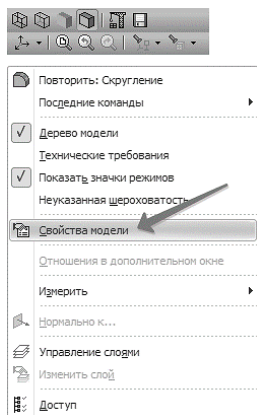 Повторить: Скругление
Последние команды
Дерево модели
Технические требования
Показать значки режимов
Неуказанная шероховатость
Свойства модели
Отношения в дополнительном окне
Измерить
Нормально к...
Управление слоями
Изменить слой
Доступ